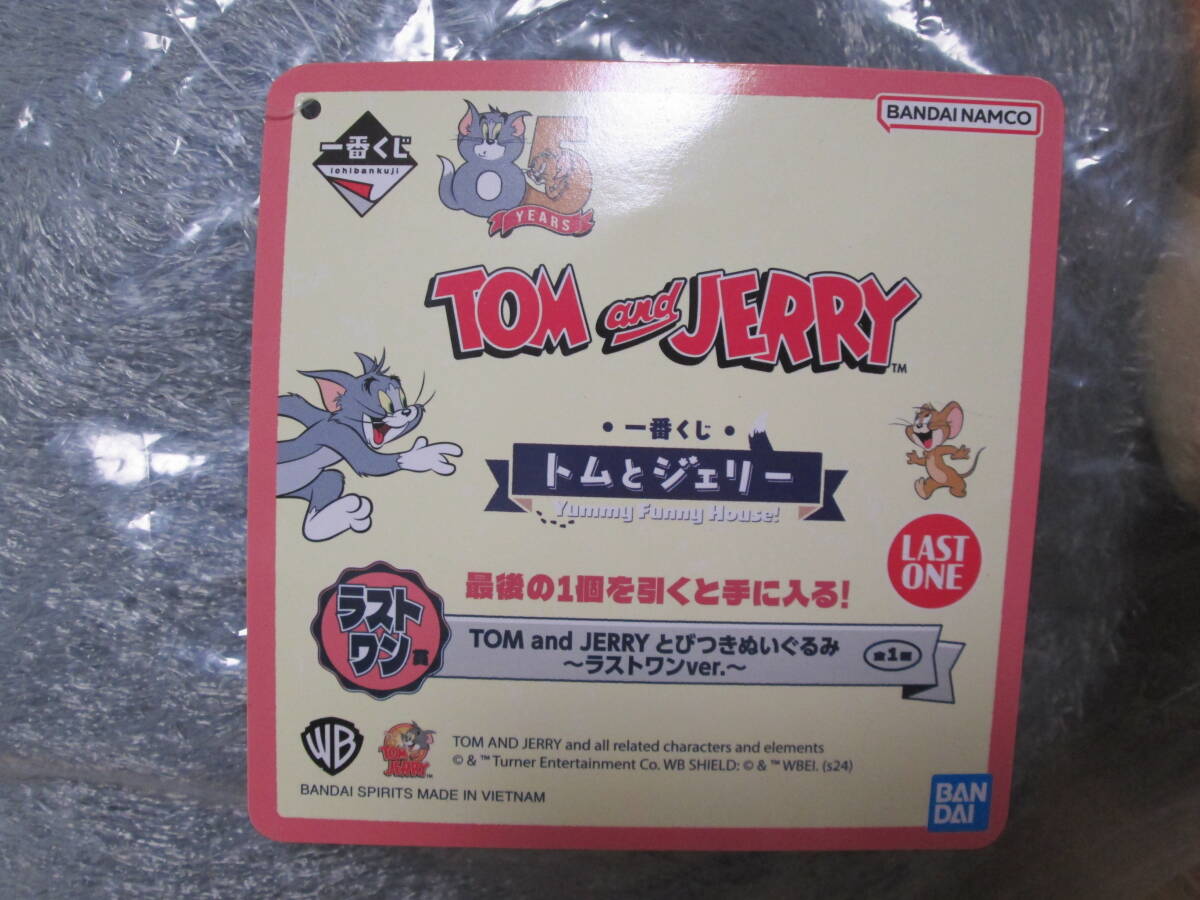 一番くじ
ichibankuji
85
YEARS
BANDAI NAMCO
TOM and JERRY™
• 一番くじ •
トムとジェリー
Yummy Funny House!
LAST
ONE
最後の1個を引くと手に入る!
ラスト
ワン賞
TOM and JERRY とびつきぬいぐるみ
〜ラストワンver.〜
全1種
WB
TOM and JERRY
TOM AND JERRY and all related characters and elements
© & ™ Turner Entertainment Co. WB SHIELD: © & ™ WBEI. (s24)
BANDAI SPIRITS MADE IN VIETNAM
BAN
DAI